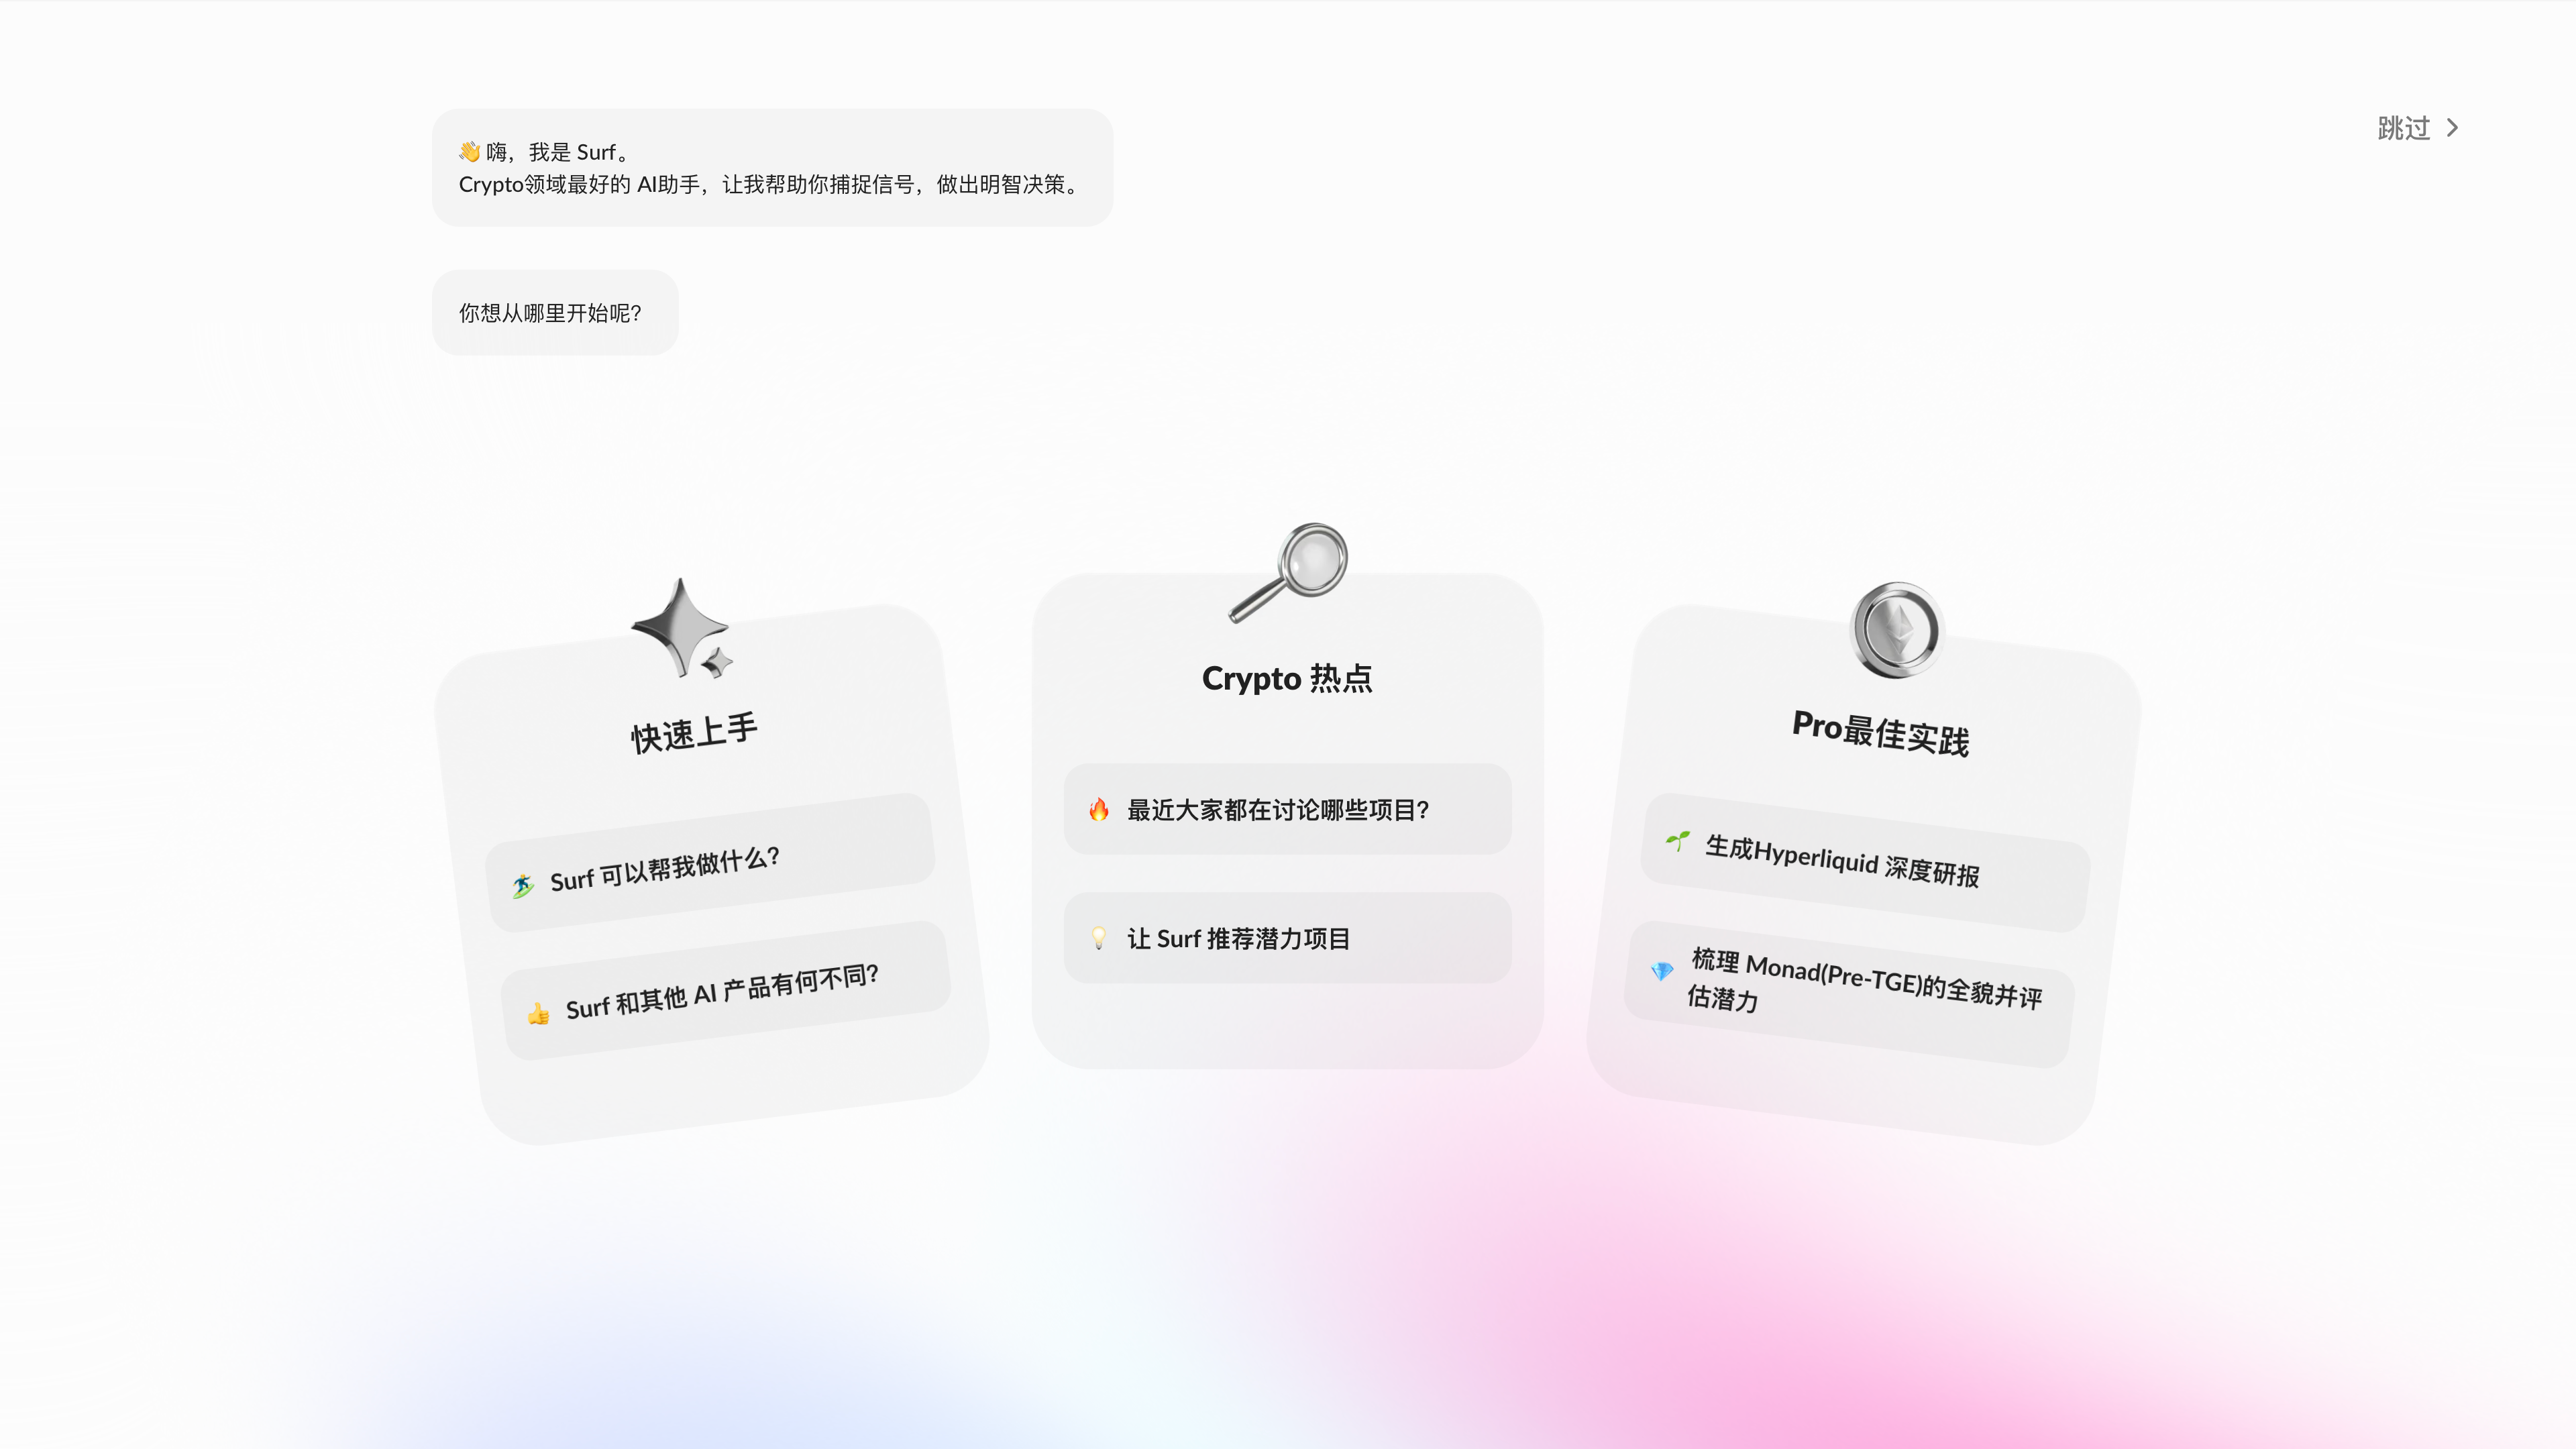 👋 嗨，我是 Surf。
Crypto领域最好的 AI助手，让我帮助你捕捉信号，做出明智决策。
跳过
你想从哪里开始呢？
快速上手
🏄 Surf 可以帮我做什么？
👍 Surf 和其他 AI 产品有何不同？
Crypto 热点
🔥 最近大家都在讨论哪些项目？
💡 让 Surf 推荐潜力项目
Pro最佳实践
🌱 生成Hyperliquid 深度研报
💎 梳理 Monad(Pre-TGE)的全貌并评
估潜力